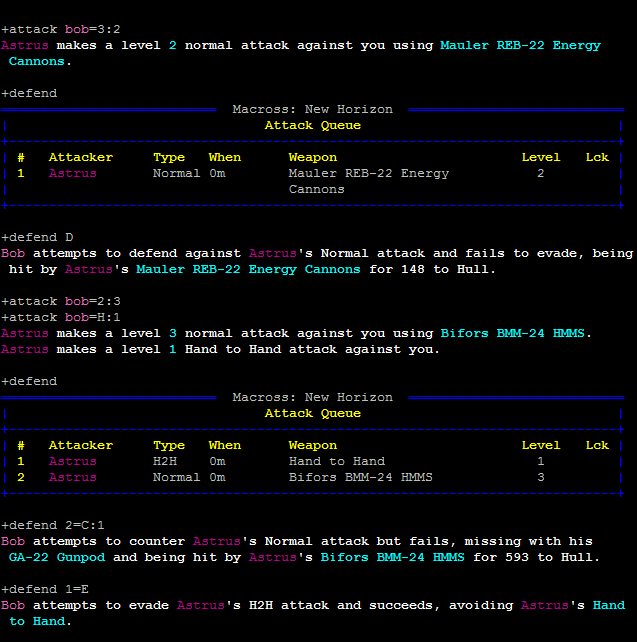 +attack bob=3:2
Astrus makes a level 2 normal attack against you using Mauler REB-22 Energy
Cannons.
+defend
Macross: New Horizon
Attack Queue
# Attacker Type When Weapon Level Lck
1 Astrus Normal 0m Mauler REB-22 Energy 2
Cannons
+defend D
Bob attempts to defend against Astrus's Normal attack and fails to evade, being
hit by Astrus's Mauler REB-22 Energy Cannons for 148 to Hull.
+attack bob=2:3
+attack bob=H:1
Astrus makes a level 3 normal attack against you using Bifors BMM-24 HMMS.
Astrus makes a level 1 Hand to Hand attack against you.
+defend
Macross: New Horizon
Attack Queue
# Attacker Type When Weapon Level Lck
1 Astrus H2H 0m Hand to Hand 1
2 Astrus Normal 0m Bifors BMM-24 HMMS 3
+defend 2=C:1
Bob attempts to counter Astrus's Normal attack but fails, missing with his
GA-22 Gunpod and being hit by Astrus's Bifors BMM-24 HMMS for 593 to Hull.
+defend 1=E
Bob attempts to evade Astrus's H2H attack and succeeds, avoiding Astrus's Hand
to Hand.